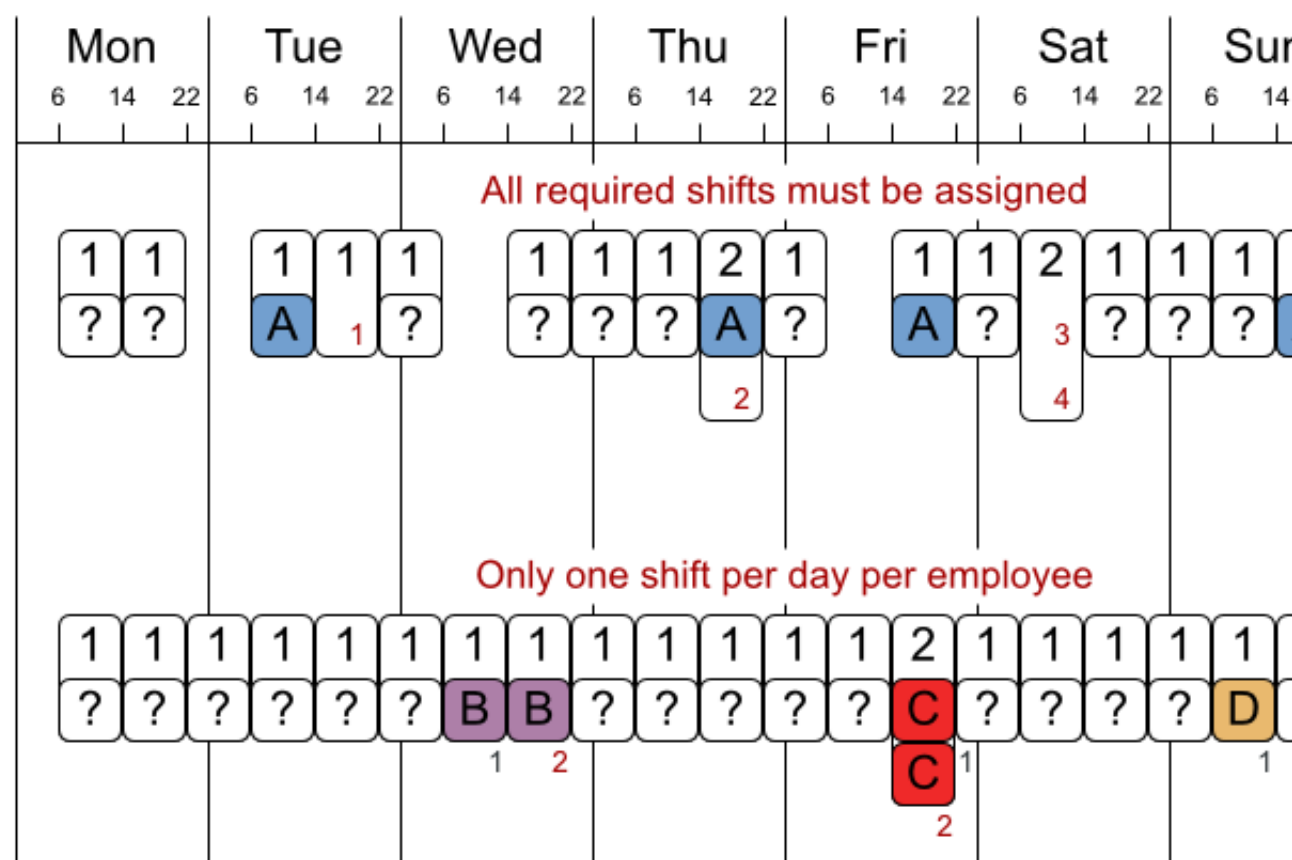 Mon Tue Wed Thu Fri Sat Sun
6 14 22 6 14 22 6 14 22 6 14 22 6 14 22 6 14 22 6 14
All required shifts must be assigned
1 1 1 1 1 1 1 1 2 1 1 1 2 1 1 1
? ? A 1 ? ? ? ? A ? A ? 3 ? ? ?
2 4
Only one shift per day per employee
1 1 1 1 1 1 1 1 1 1 1 1 1 2 1 1 1 1 1
? ? ? ? ? ? B B ? ? ? ? ? C ? ? ? ? D
1 2 C 1 1
2